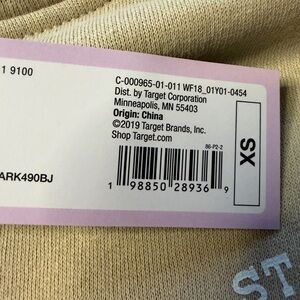 1 9100
C-000965-01-011 WF18_01Y01-0454
Dist. by Target Corporation
Minneapolis, MN 55403
Origin: China
©2019 Target Brands, Inc.
Shop Target.com
86-P2-2
XS
ARK490BJ
1 98850 28936 9
ST